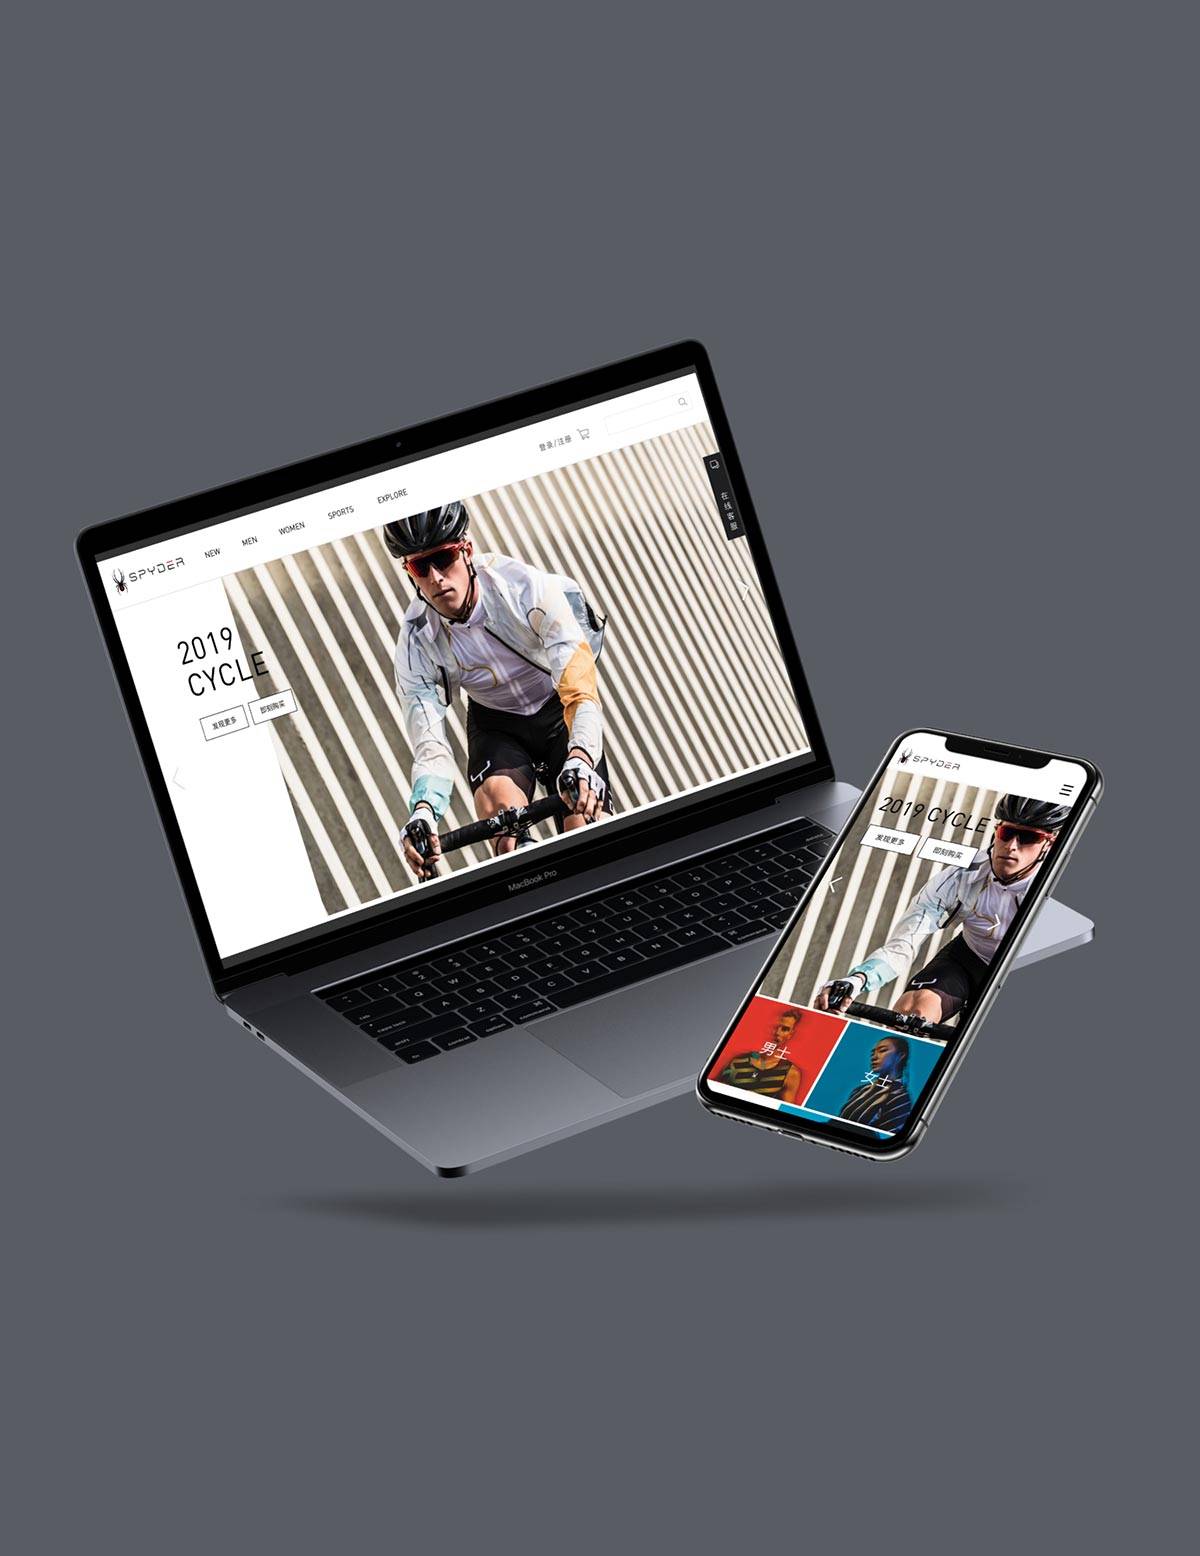 登录/注册
SPYDER
NEW
MEN
WOMEN
SPORTS
EXPLORE
在线客服
2019
CYCLE
发现更多
即刻购买
MacBook Pro
SPYDER
2019 CYCLE
发现更多
即刻购买
男士
女士